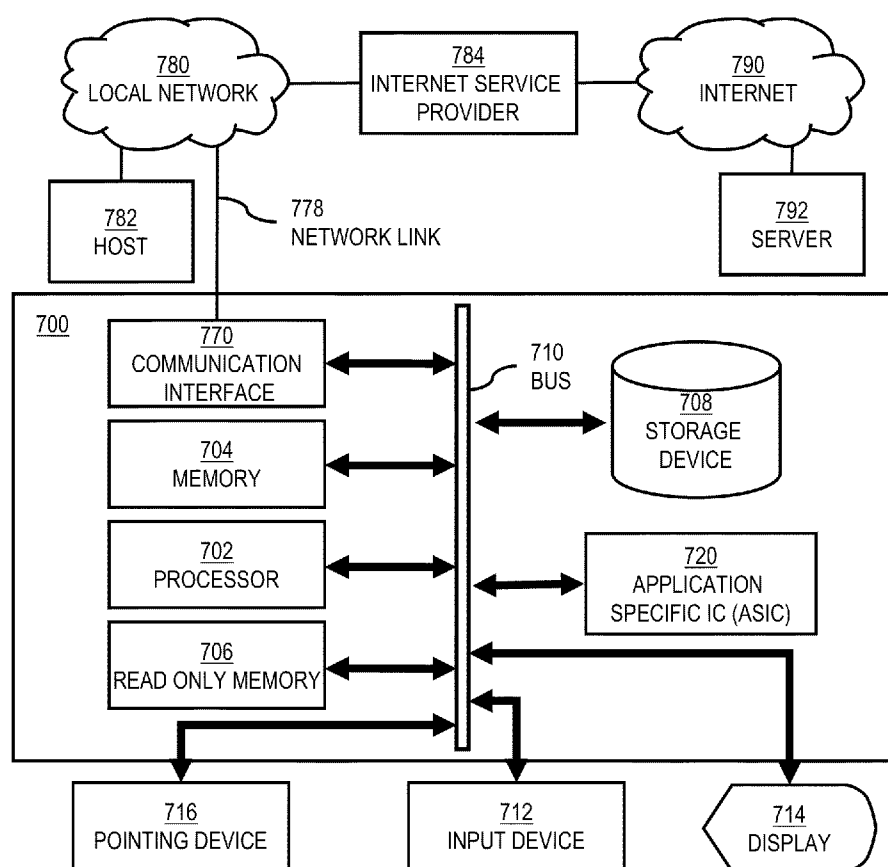 780
LOCAL NETWORK
784
INTERNET SERVICE
PROVIDER
790
INTERNET
782
HOST
778
NETWORK LINK
792
SERVER
700
770
COMMUNICATION
INTERFACE
710
BUS
708
STORAGE
DEVICE
704
MEMORY
702
PROCESSOR
720
APPLICATION
SPECIFIC IC (ASIC)
706
READ ONLY MEMORY
716
POINTING DEVICE
712
INPUT DEVICE
714
DISPLAY